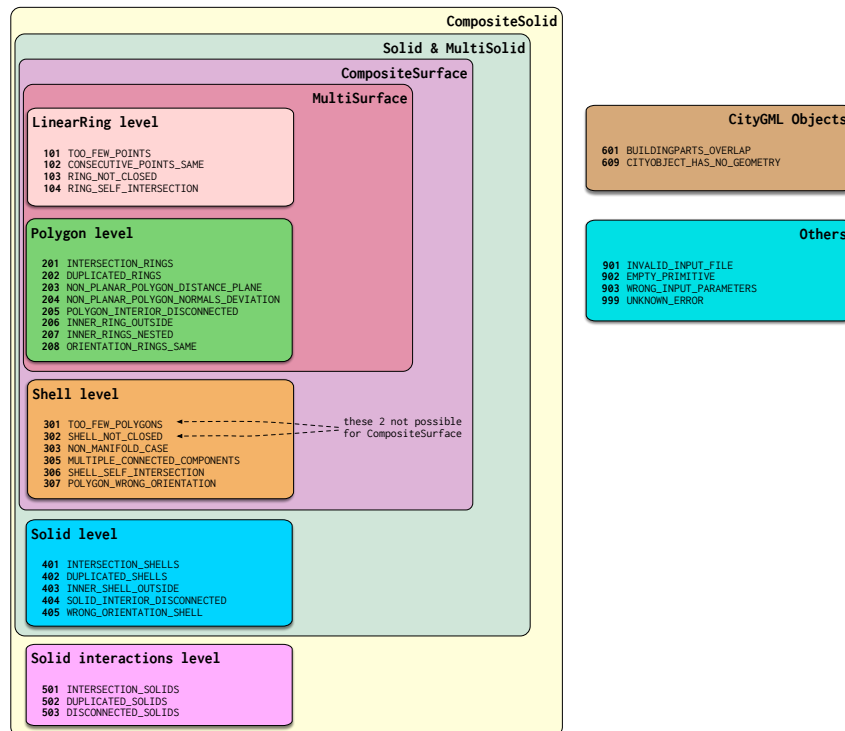 CompositeSolid
Solid & MultiSolid
CompositeSurface
MultiSurface
LinearRing level
101 TOO_FEW_POINTS
102 CONSECUTIVE_POINTS_SAME
103 RING_NOT_CLOSED
104 RING_SELF_INTERSECTION
Polygon level
201 INTERSECTION_RINGS
202 DUPLICATED_RINGS
203 NON_PLANAR_POLYGON_DISTANCE_PLANE
204 NON_PLANAR_POLYGON_NORMALS_DEVIATION
205 POLYGON_INTERIOR_DISCONNECTED
206 INNER_RING_OUTSIDE
207 INNER_RINGS_NESTED
208 ORIENTATION_RINGS_SAME
Shell level
301 TOO_FEW_POLYGONS
302 SHELL_NOT_CLOSED
303 NON_MANIFOLD_CASE
305 MULTIPLE_CONNECTED_COMPONENTS
306 SHELL_SELF_INTERSECTION
307 POLYGON_WRONG_ORIENTATION
these 2 not possible
for CompositeSurface
Solid level
401 INTERSECTION_SHELLS
402 DUPLICATED_SHELLS
403 INNER_SHELL_OUTSIDE
404 SOLID_INTERIOR_DISCONNECTED
405 WRONG_ORIENTATION_SHELL
Solid interactions level
501 INTERSECTION_SOLIDS
502 DUPLICATED_SOLIDS
503 DISCONNECTED_SOLIDS
CityGML Objects
601 BUILDINGPARTS_OVERLAP
609 CITYOBJECT_HAS_NO_GEOMETRY
Others
901 INVALID_INPUT_FILE
902 EMPTY_PRIMITIVE
903 WRONG_INPUT_PARAMETERS
999 UNKNOWN_ERROR